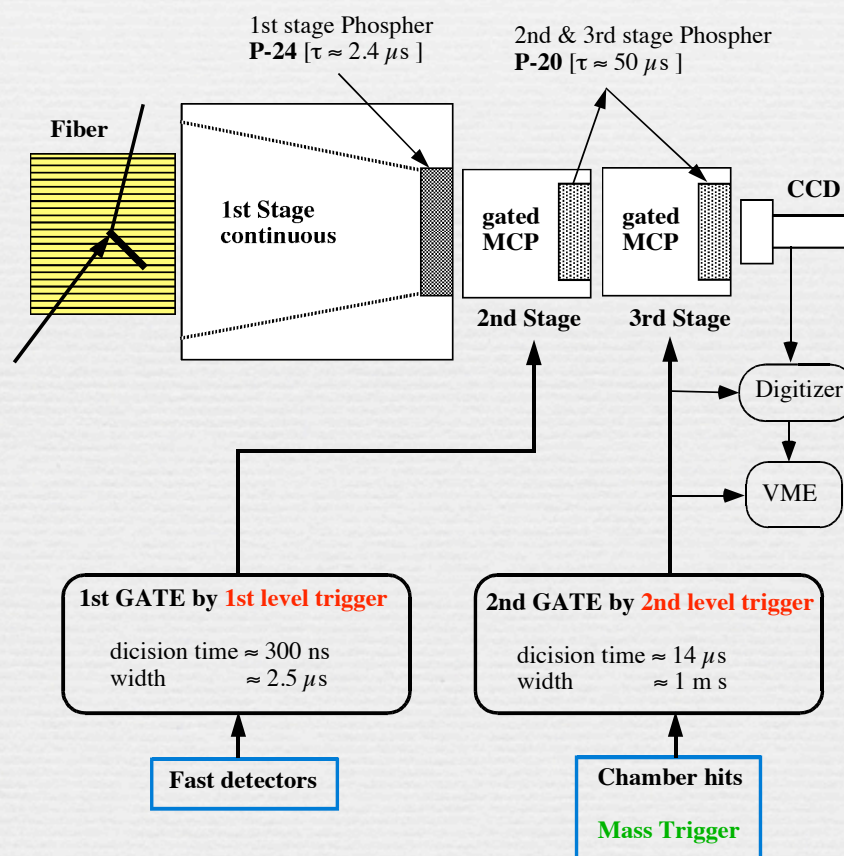 1st stage Phospher
P-24 [τ ≈ 2.4 μs ]
2nd & 3rd stage Phospher
P-20 [τ ≈ 50 μs ]
Fiber
1st Stage
continuous
gated
MCP
gated
MCP
CCD
2nd Stage
3rd Stage
Digitizer
VME
1st GATE by 1st level trigger
dicision time ≈ 300 ns
width ≈ 2.5 μs
2nd GATE by 2nd level trigger
dicision time ≈ 14 μs
width ≈ 1 m s
Fast detectors
Chamber hits
Mass Trigger